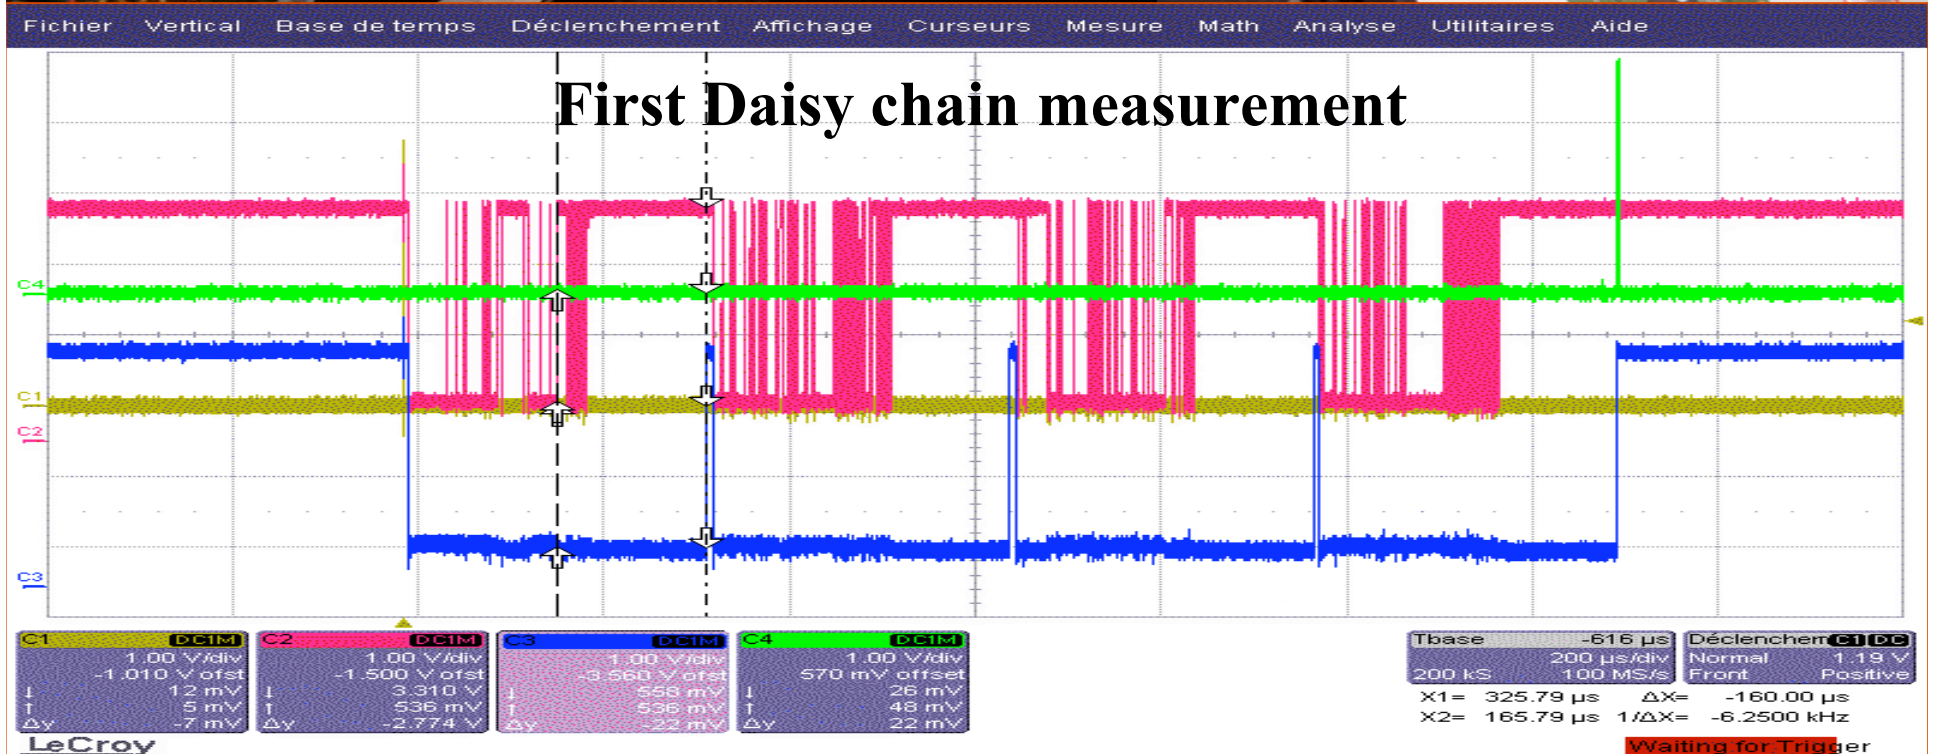 Fichier Vertical Base de temps Déclenchement Affichage Curseurs Mesure Math Analyse Utilitaires Aide
First Daisy chain measurement
C4
C1
C2
C3
C1 DC1M
1.00 V/div
-1.010 V ofst
↓ 12 mV
↑ 5 mV
Δy -7 mV
C2 DC1M
1.00 V/div
-1.500 V ofst
↓ 3.310 V
↑ 536 mV
Δy -2.774 V
C3 DC1M
1.00 V/div
-3.560 V ofst
↓ 558 mV
↑ 536 mV
Δy -22 mV
C4 DC1M
1.00 V/div
570 mV offset
↓ 26 mV
↑ 48 mV
Δy 22 mV
Tbase -616 µs
200 µs/div
200 kS 100 MS/s
Déclenchem C1 DC
Normal 1.19 V
Front Positive
X1= 325.79 µs ΔX= -160.00 µs
X2= 165.79 µs 1/ΔX= -6.2500 kHz
LeCroy
Waiting for Trigger